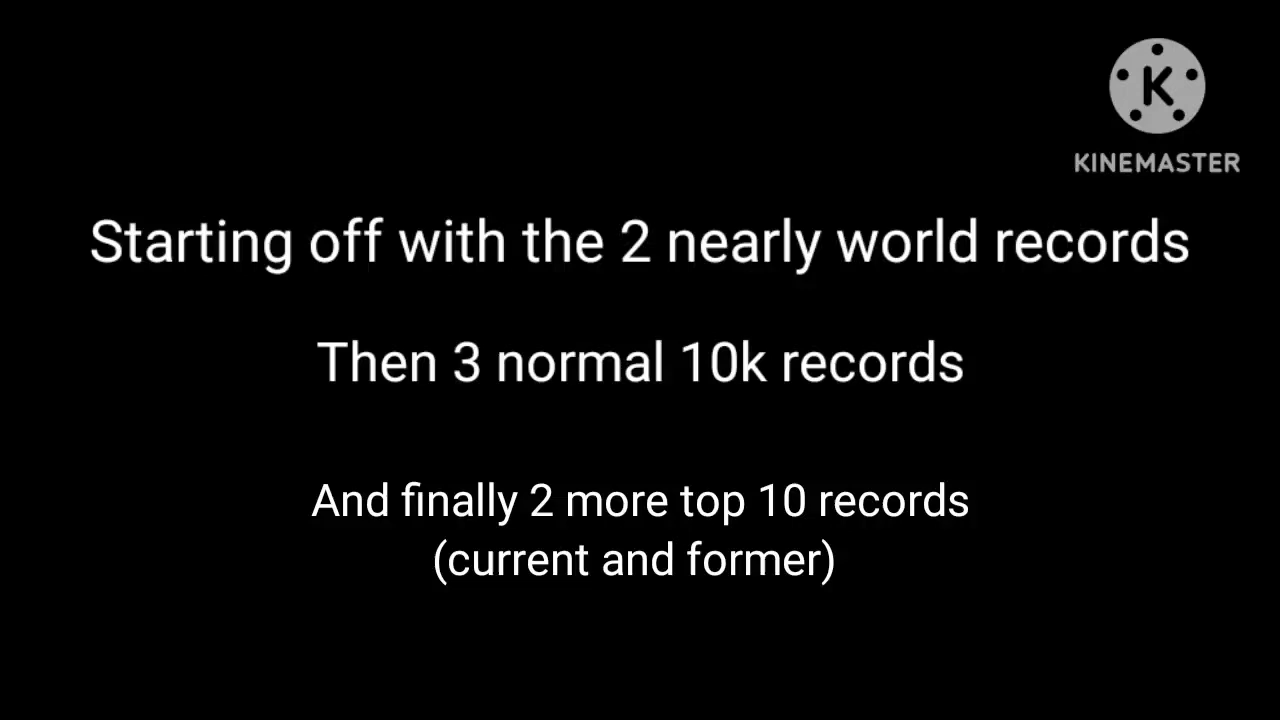 K
KINEMASTER
Starting off with the 2 nearly world records
Then 3 normal 10k records
And finally 2 more top 10 records
(current and former)